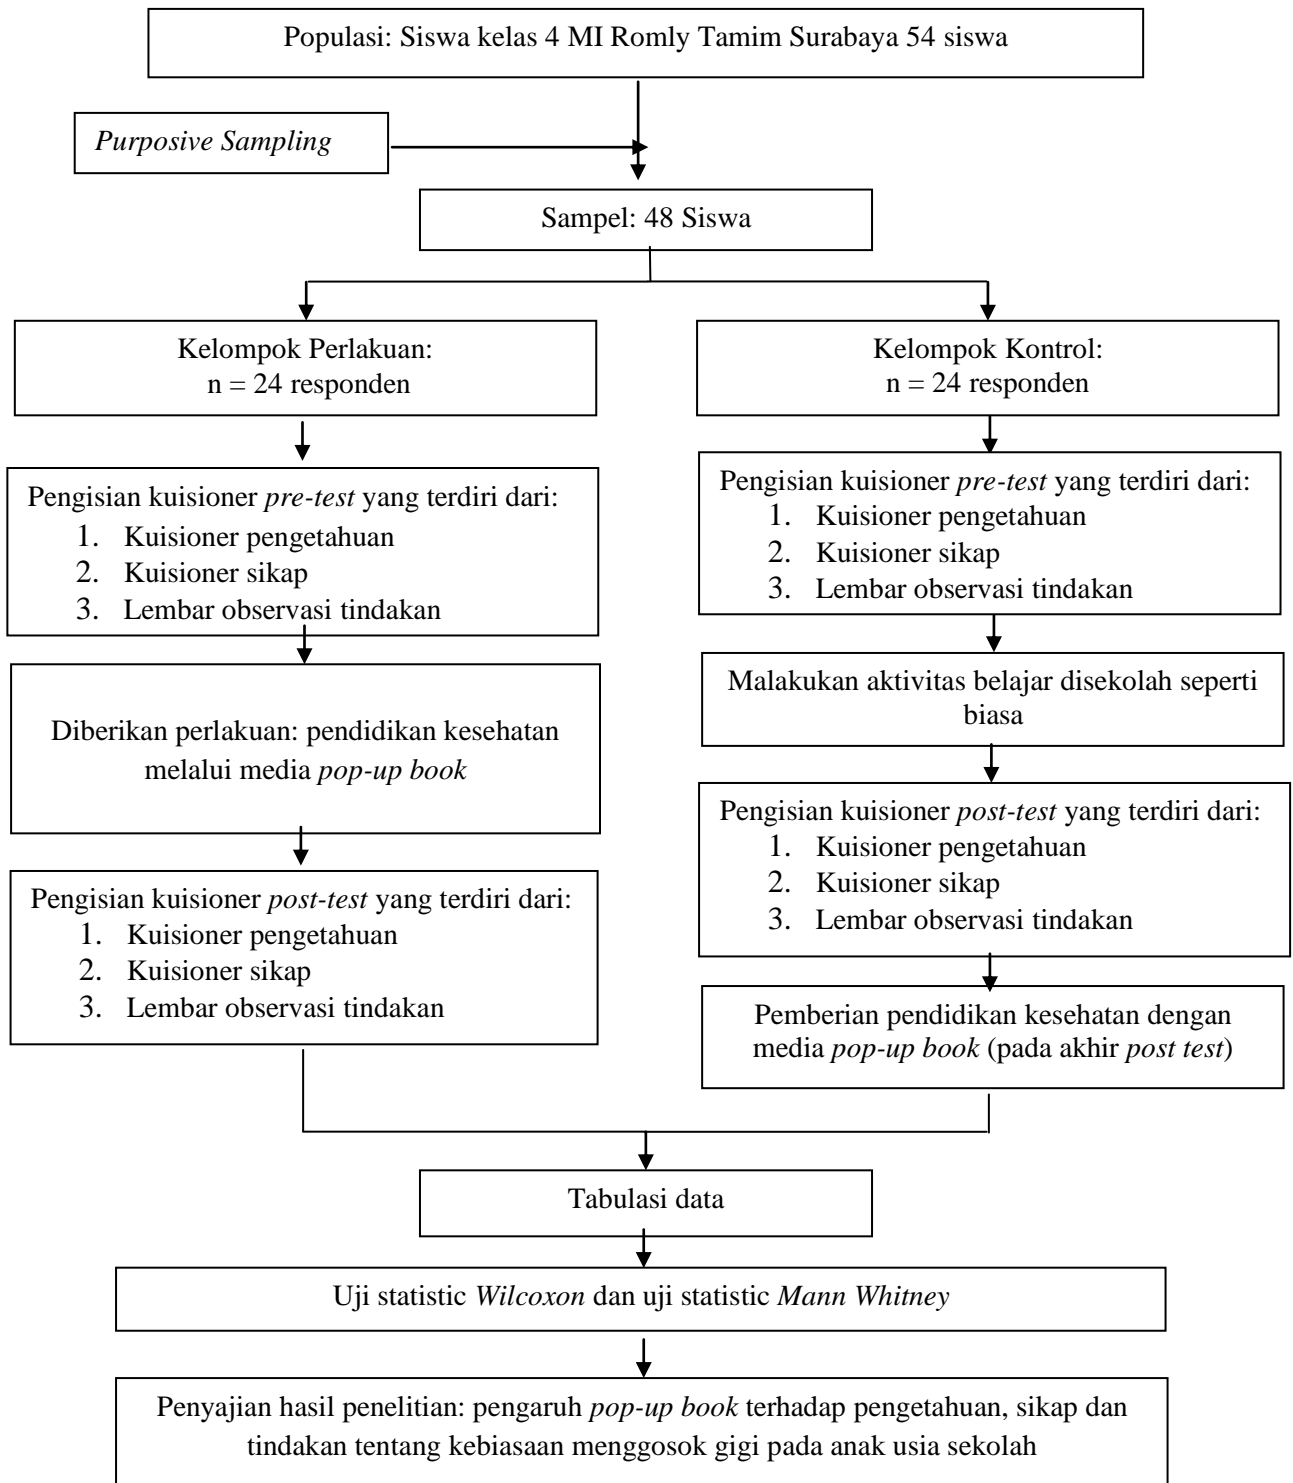 Populasi: Siswa kelas 4 MI Romly Tamim Surabaya 54 siswa
Purposive Sampling
Sampel: 48 Siswa
Kelompok Perlakuan:
n = 24 responden
Kelompok Kontrol:
n = 24 responden
Pengisian kuisioner pre-test yang terdiri dari:
1. Kuisioner pengetahuan
2. Kuisioner sikap
3. Lembar observasi tindakan
Pengisian kuisioner pre-test yang terdiri dari:
1. Kuisioner pengetahuan
2. Kuisioner sikap
3. Lembar observasi tindakan
Diberikan perlakuan: pendidikan kesehatan
melalui media pop-up book
Malakukan aktivitas belajar disekolah seperti
biasa
Pengisian kuisioner post-test yang terdiri dari:
1. Kuisioner pengetahuan
2. Kuisioner sikap
3. Lembar observasi tindakan
Pengisian kuisioner post-test yang terdiri dari:
1. Kuisioner pengetahuan
2. Kuisioner sikap
3. Lembar observasi tindakan
Pemberian pendidikan kesehatan dengan
media pop-up book (pada akhir post test)
Tabulasi data
Uji statistic Wilcoxon dan uji statistic Mann Whitney
Penyajian hasil penelitian: pengaruh pop-up book terhadap pengetahuan, sikap dan
tindakan tentang kebiasaan menggosok gigi pada anak usia sekolah